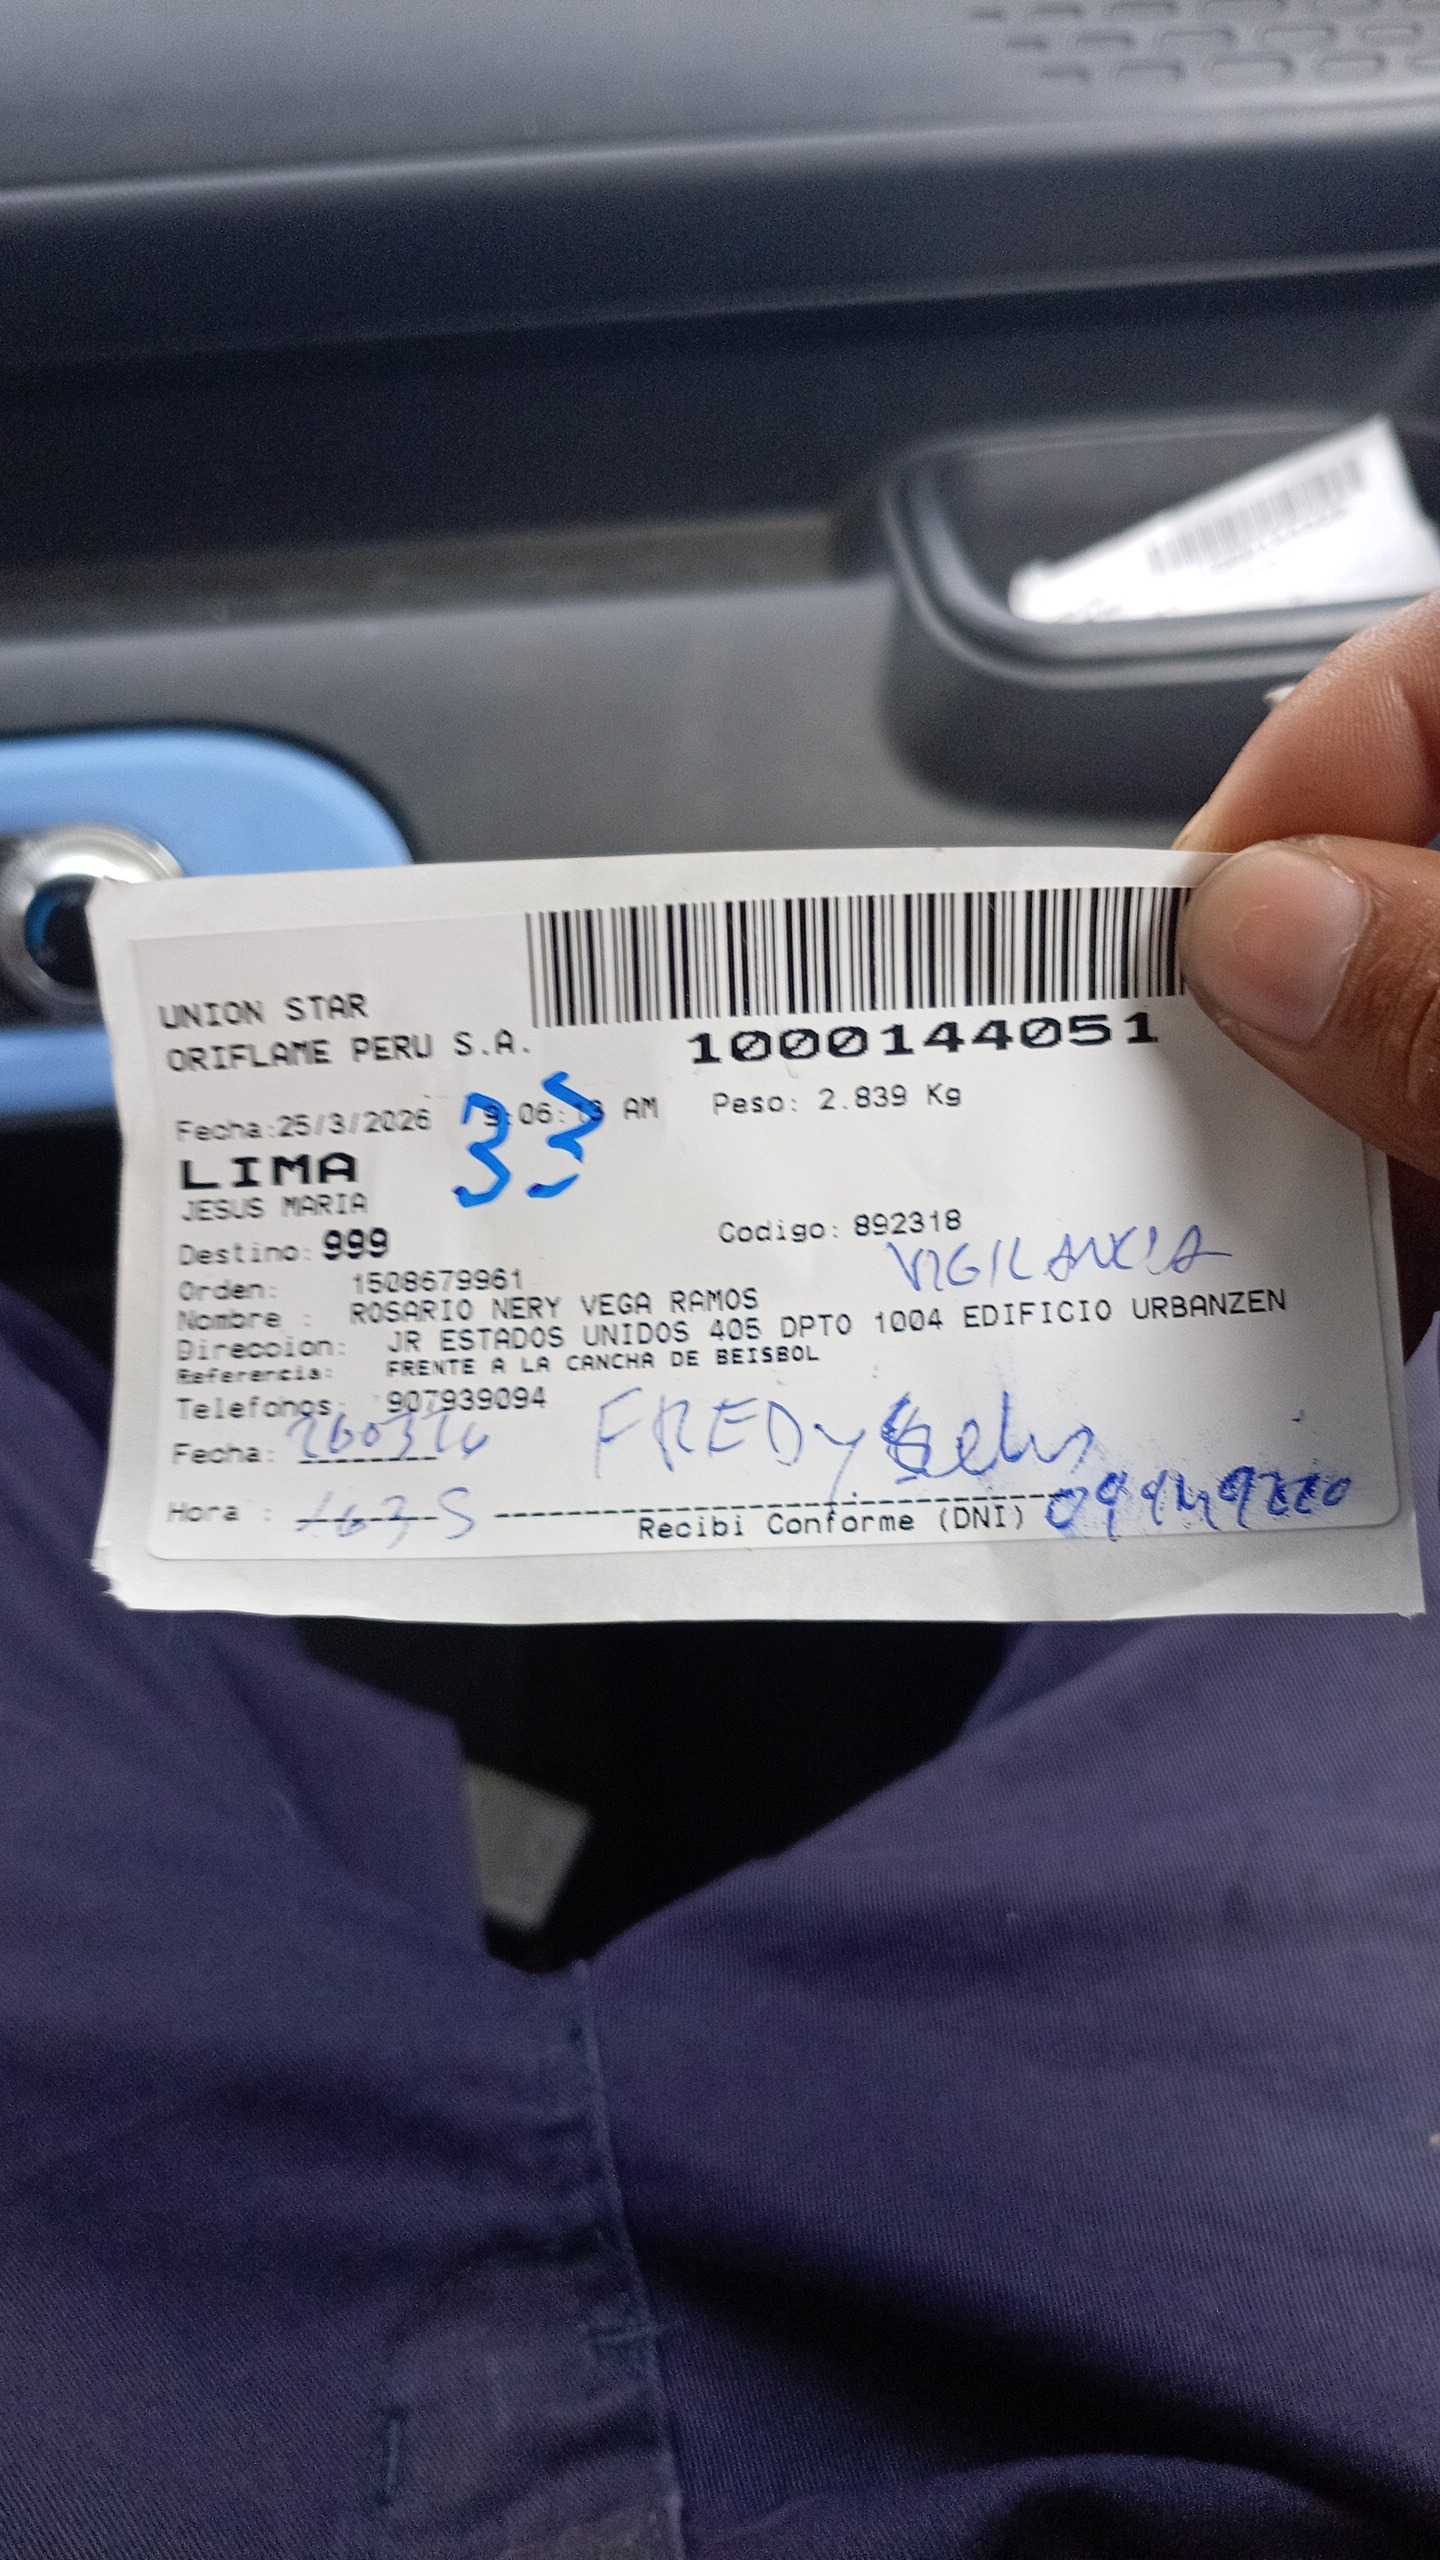 UNION STAR
ORIFLAME PERU S.A.
1000144051
Fecha:25/3/2026 9:06: AM Peso: 2.839 Kg
33
LIMA
JESUS MARIA
Destino: 999 Codigo: 892318
VIGILANCIA
Orden: 1508679961
Nombre : ROSARIO NERY VEGA RAMOS
Direccion: JR ESTADOS UNIDOS 405 DPTO 1004 EDIFICIO URBANZEN
Referencia: FRENTE A LA CANCHA DE BEISBOL
Telefonos: 907939094
Fecha: FREDY
Hora :
Recibi Conforme (DNI)